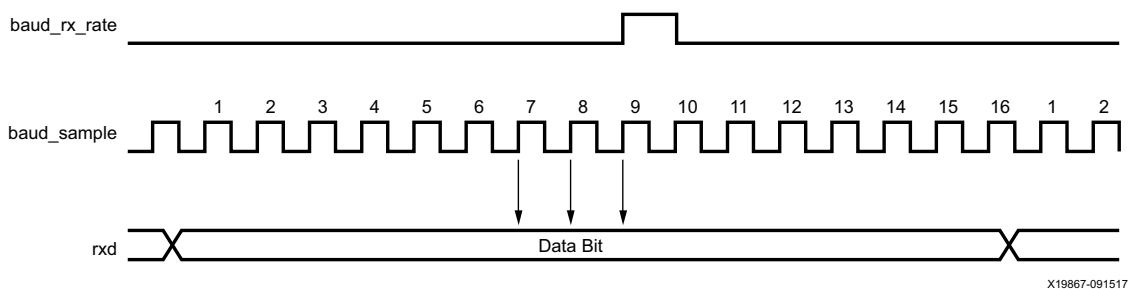 baud_rx_rate
1 2 3 4 5 6 7 8 9 10 11 12 13 14 15 16 1 2
baud_sample
rxd
Data Bit
X19867-091517